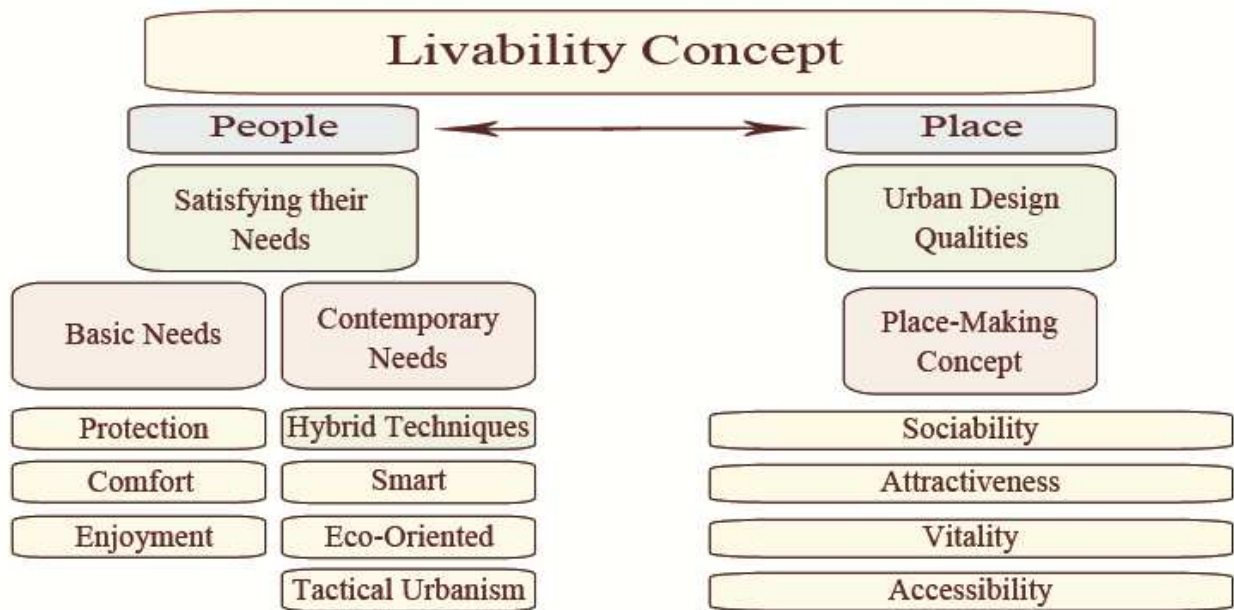 Livability Concept
People
Place
Satisfying their
Needs
Urban Design
Qualities
Basic Needs
Contemporary
Needs
Place-Making
Concept
Protection
Hybrid Techniques
Sociability
Comfort
Smart
Attractiveness
Enjoyment
Eco-Oriented
Vitality
Tactical Urbanism
Accessibility